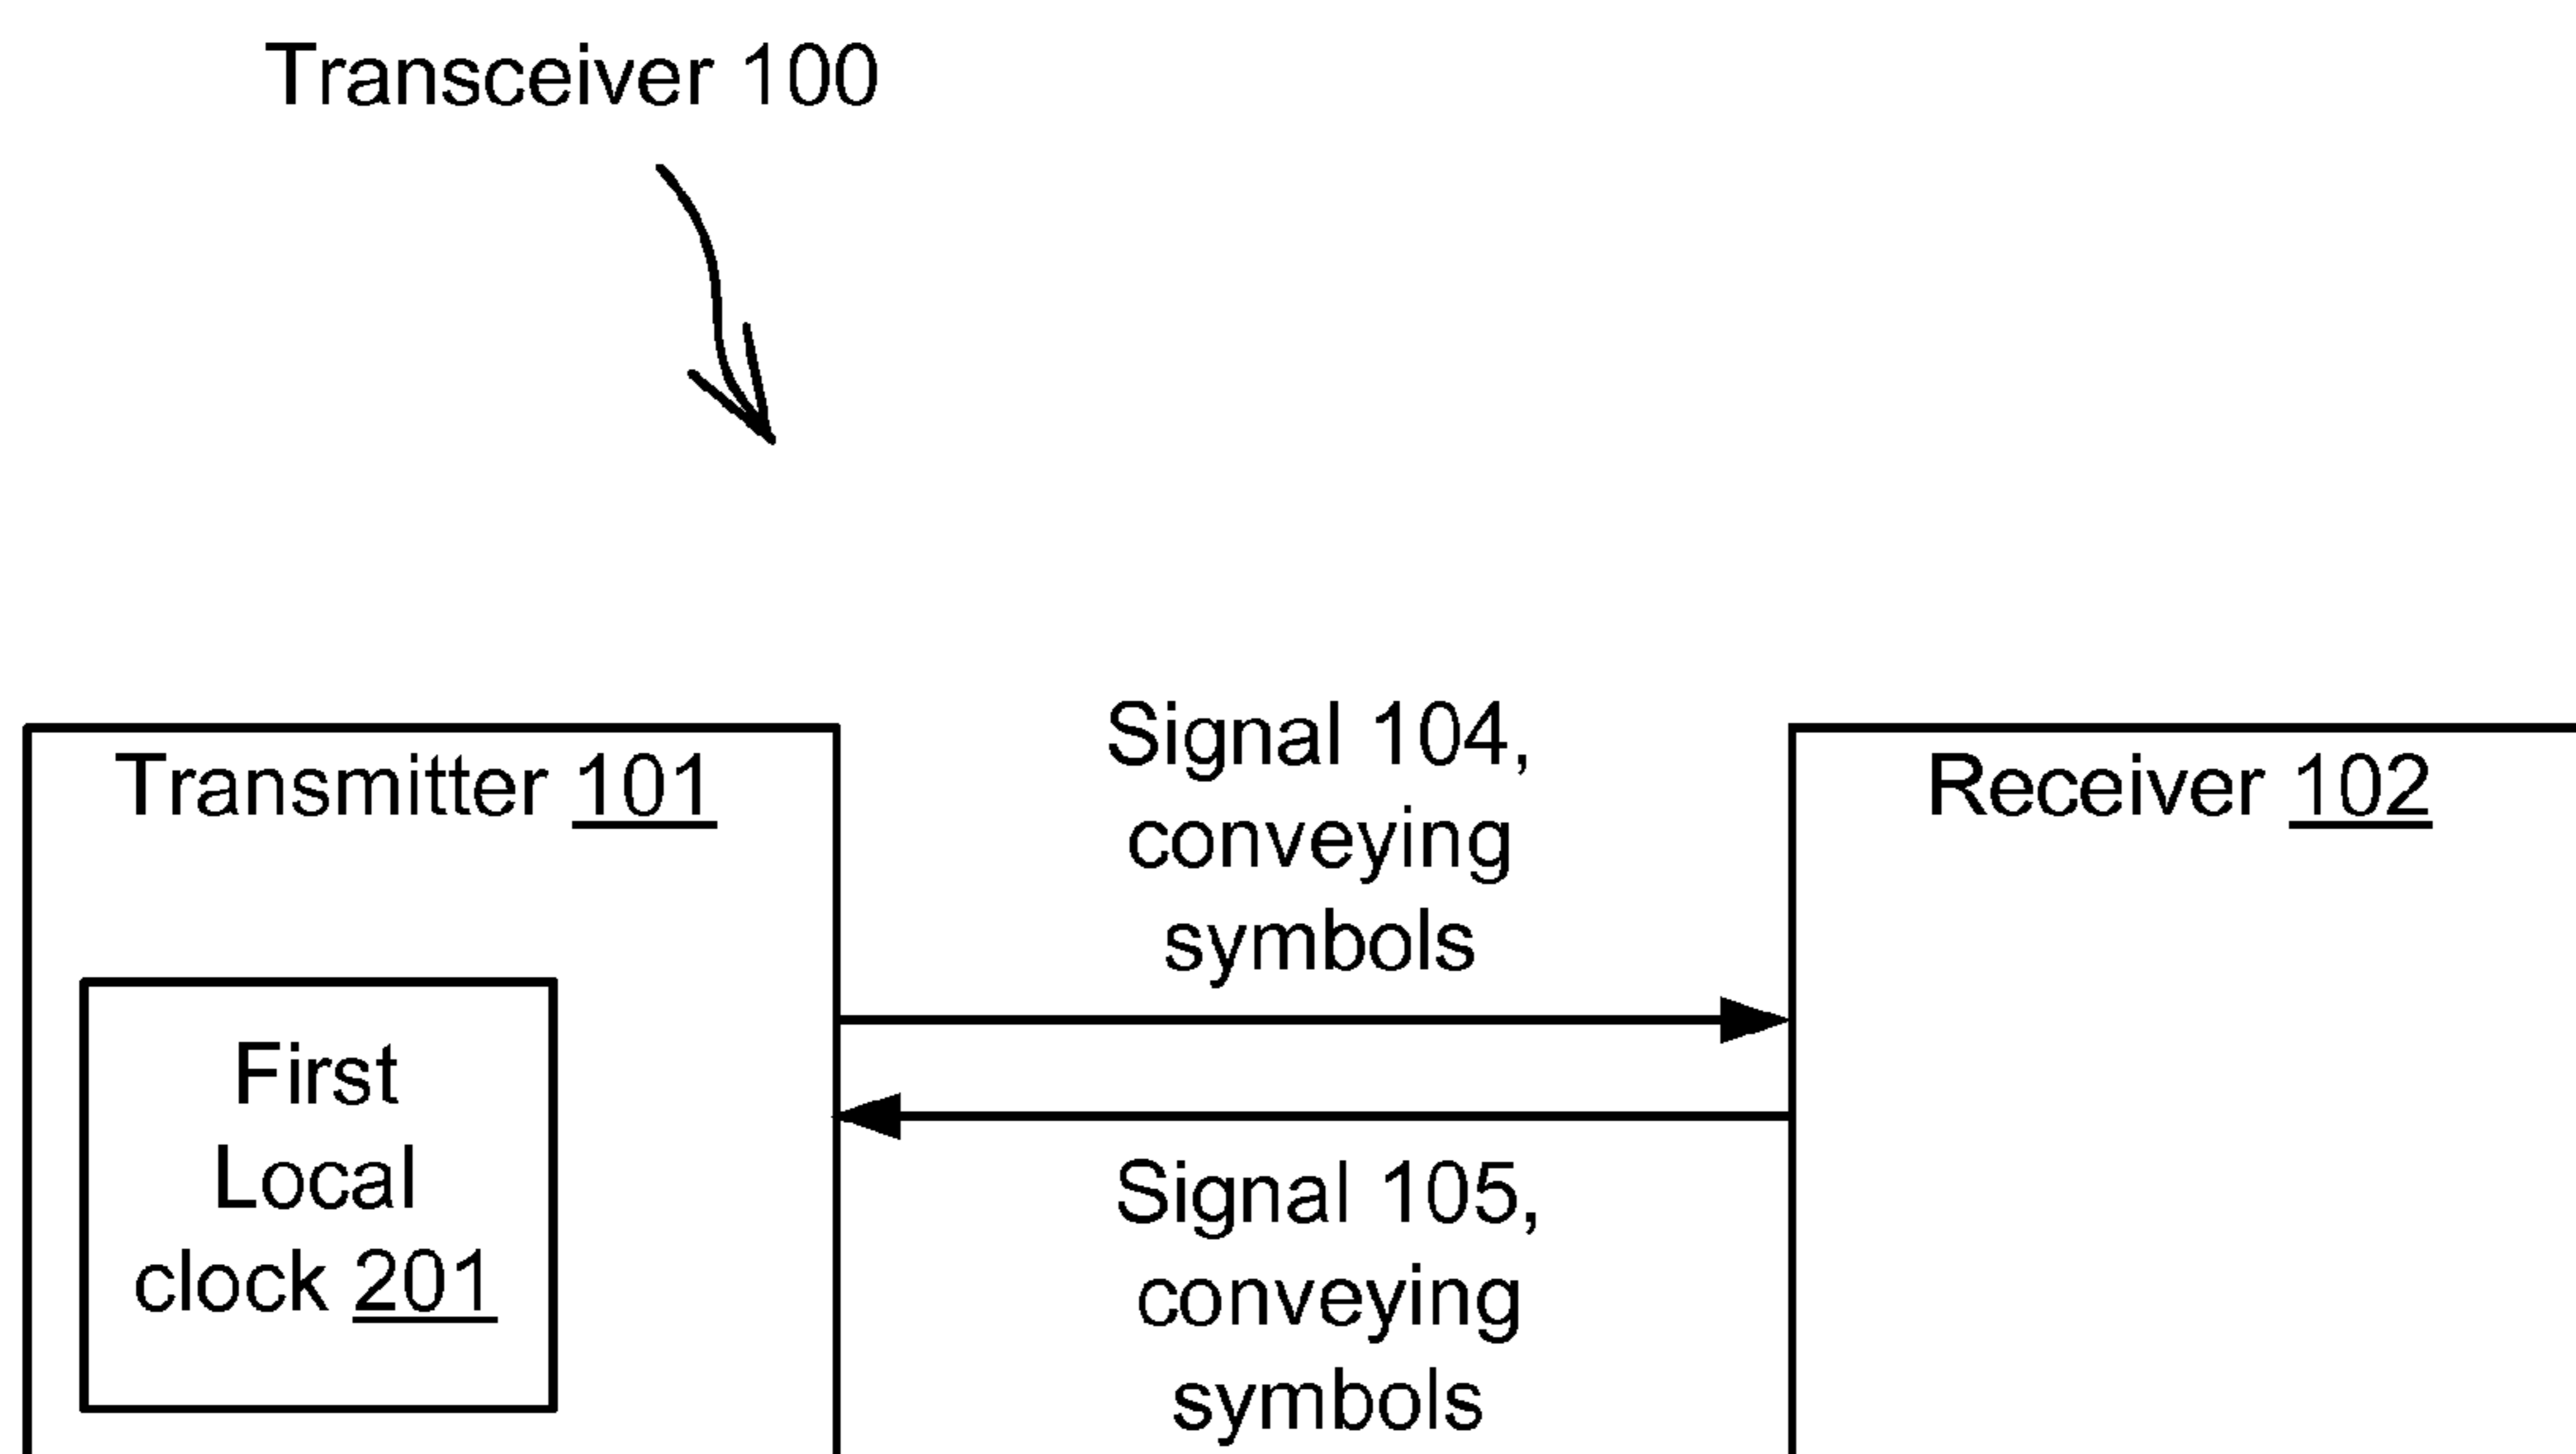 Transceiver 100
Transmitter 101
First
Local
clock 201
Signal 104,
conveying
symbols
Signal 105,
conveying
symbols
Receiver 102